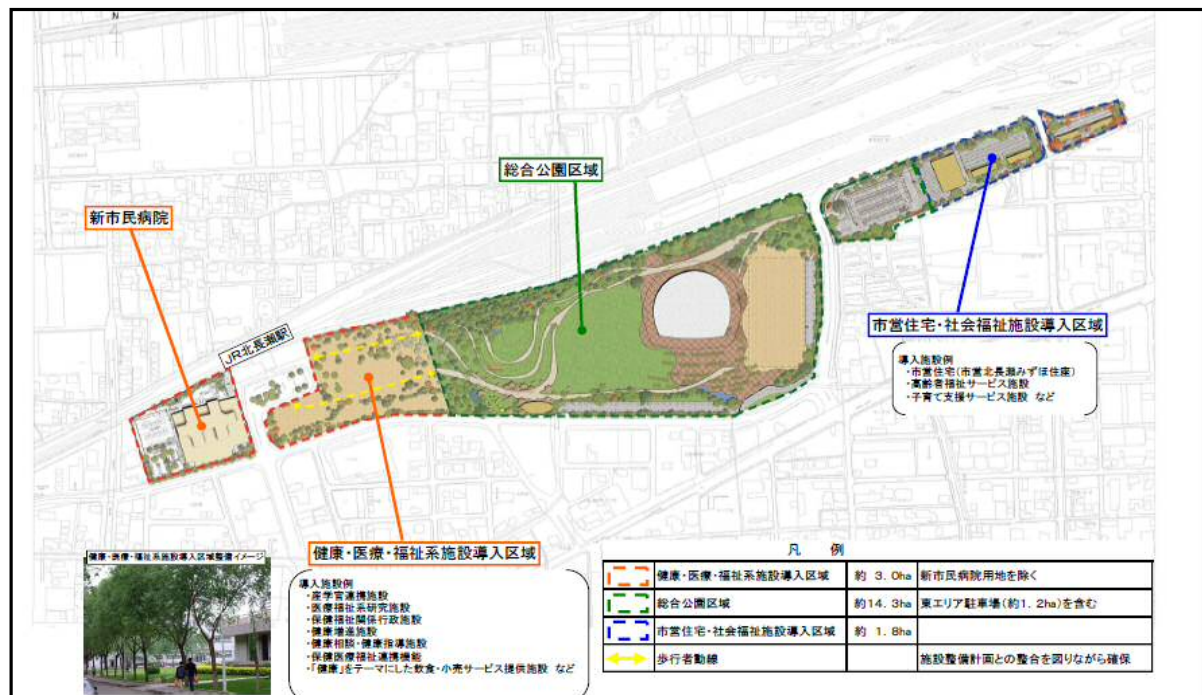 N
総合公園区域
新市民病院
JR北長瀬駅
市営住宅・社会福祉施設導入区域
導入施設例
・市営住宅(市営北長瀬みずほ住座)
・高齢者福祉サービス施設
・子育て支援サービス施設 など
健康・医療・福祉系施設導入区域整備イメージ
健康・医療・福祉系施設導入区域
導入施設例
・産学官連携施設
・医療福祉系研究施設
・保健福祉関係行政施設
・健康増進施設
・健康相談・健康指導施設
・保健医療福祉連携機能
・「健康」をテーマにした飲食・小売サービス提供施設 など
凡 例
健康・医療・福祉系施設導入区域 約 3.0ha 新市民病院用地を除く
総合公園区域 約14.3ha 東エリア駐車場(約1.2ha)を含む
市営住宅・社会福祉施設導入区域 約 1.8ha
歩行者動線 施設整備計画との整合を図りながら確保